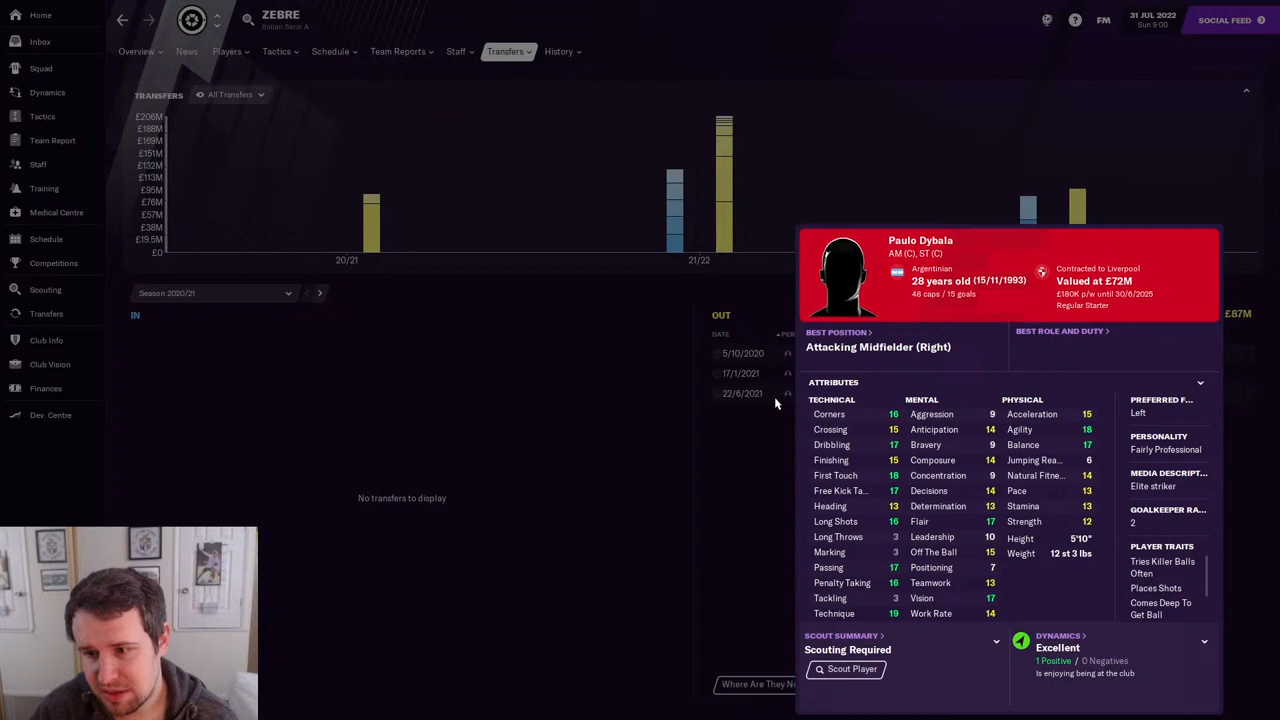 ZEBRE
Italian Serie A
31 JUL 2022
Sun 9:00
FM
SOCIAL FEED
Home
Inbox
Squad
Dynamics
Tactics
Team Report
Staff
Training
Medical Centre
Schedule
Competitions
Scouting
Transfers
Club Info
Club Vision
Finances
Dev. Centre
Overview
News
Players
Tactics
Schedule
Team Reports
Staff
Transfers
History
TRANSFERS
All Transfers
£206M
£188M
£169M
£151M
£132M
£113M
£95M
£76M
£57M
£38M
£19.5M
£0
20/21
21/22
Season 2020/21
IN
No transfers to display
OUT
£87M
DATE
5/10/2020
17/1/2021
22/6/2021
Where Are They
Paulo Dybala
AM (C), ST (C)
Argentinian
28 years old (15/11/1993)
48 caps / 15 goals
Contracted to Liverpool
Valued at £72M
£180K p/w until 30/6/2025
Regular Starter
BEST POSITION
Attacking Midfielder (Right)
BEST ROLE AND DUTY
ATTRIBUTES
TECHNICAL
Corners 16
Crossing 15
Dribbling 17
Finishing 15
First Touch 18
Free Kick Ta... 17
Heading 13
Long Shots 16
Long Throws 3
Marking 3
Passing 17
Penalty Taking 16
Tackling 3
Technique 19
MENTAL
Aggression 9
Anticipation 14
Bravery 9
Composure 14
Concentration 9
Decisions 14
Determination 13
Flair 17
Leadership 10
Off The Ball 15
Positioning 7
Teamwork 13
Vision 17
Work Rate 14
PHYSICAL
Acceleration 15
Agility 18
Balance 17
Jumping Rea... 6
Natural Fitne... 14
Pace 13
Stamina 13
Strength 12
Height 5'10"
Weight 12 st 3 lbs
PREFERRED F...
Left
PERSONALITY
Fairly Professional
MEDIA DESCRIPT...
Elite striker
GOALKEEPER RA...
2
PLAYER TRAITS
Tries Killer Balls
Often
Places Shots
Comes Deep To
Get Ball
SCOUT SUMMARY
Scouting Required
Scout Player
DYNAMICS
Excellent
1 Positive / 0 Negatives
Is enjoying being at the club